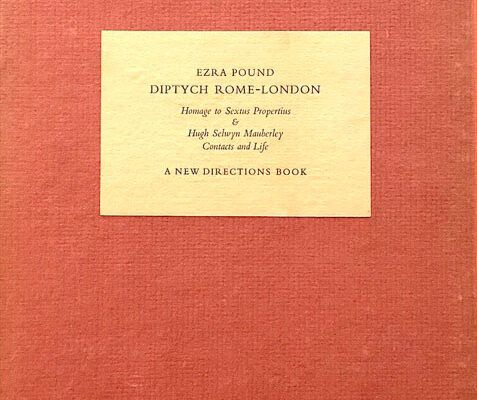 EZRA POUND
DIPTYCH ROME-LONDON
Homage to Sextus Propertius
&
Hugh Selwyn Mauberley
Contacts and Life
A NEW DIRECTIONS BOOK